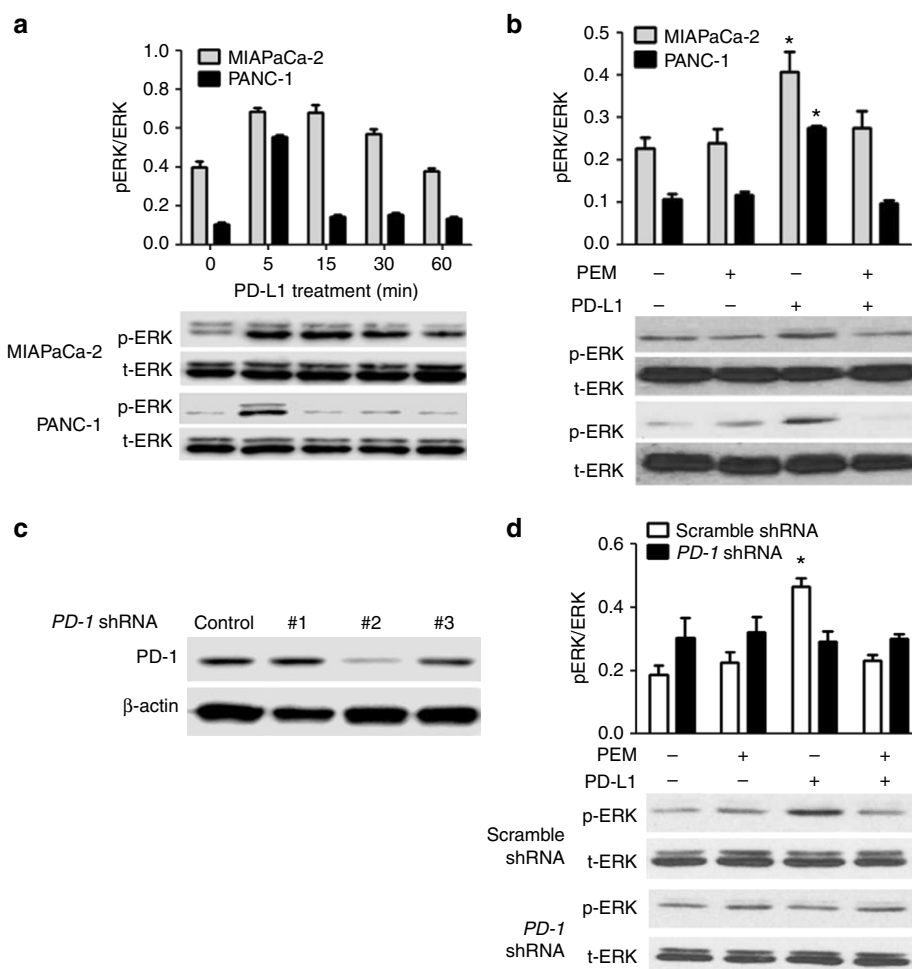 a
MIAPaCa-2
PANC-1
pERK/ERK
1.0
0.8
0.6
0.4
0.2
0.0
0 5 15 30 60
PD-L1 treatment (min)
MIAPaCa-2
p-ERK
t-ERK
PANC-1
p-ERK
t-ERK
b
MIAPaCa-2
PANC-1
pERK/ERK
0.5
0.4
0.3
0.2
0.1
0.0
* *
PEM – + – +
PD-L1 – – + +
p-ERK
t-ERK
p-ERK
t-ERK
c
PD-1 shRNA Control #1 #2 #3
PD-1
β-actin
d
Scramble shRNA
PD-1 shRNA
pERK/ERK
0.6
0.4
0.2
0.0
*
PEM – + – +
PD-L1 – – + +
Scramble
shRNA
p-ERK
t-ERK
PD-1
shRNA
p-ERK
t-ERK